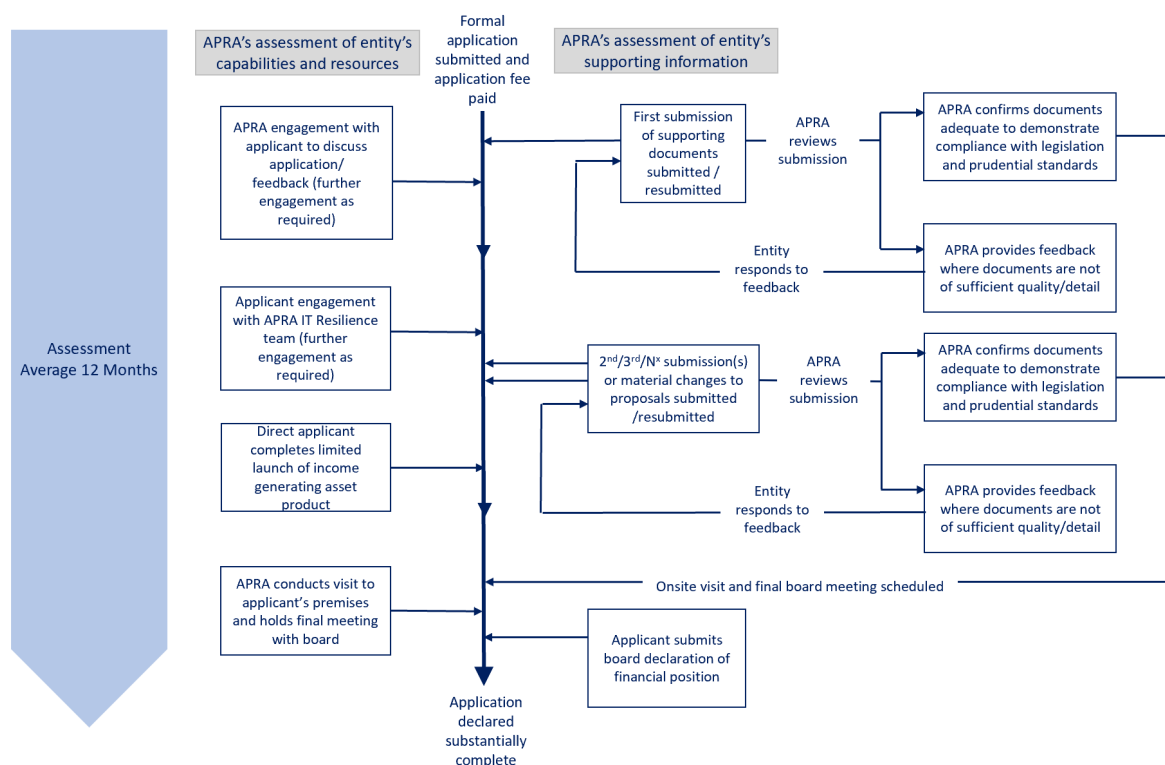 Assessment
Average 12 Months
APRA's assessment of entity's
capabilities and resources
Formal
application
submitted and
application fee
paid
APRA's assessment of entity's
supporting information
APRA engagement with
applicant to discuss
application/
feedback (further
engagement as
required)
First submission
of supporting
documents
submitted /
resubmitted
APRA
reviews
submission
APRA confirms documents
adequate to demonstrate
compliance with legislation
and prudential standards
Entity
responds to
feedback
APRA provides feedback
where documents are not
of sufficient quality/detail
Applicant engagement
with APRA IT Resilience
team (further
engagement as
required)
2nd/3rd/Nx submission(s)
or material changes to
proposals submitted
/resubmitted
APRA
reviews
submission
APRA confirms documents
adequate to demonstrate
compliance with legislation
and prudential standards
Direct applicant
completes limited
launch of income
generating asset
product
Entity
responds to
feedback
APRA provides feedback
where documents are not
of sufficient quality/detail
APRA conducts visit to
applicant's premises
and holds final meeting
with board
Onsite visit and final board meeting scheduled
Applicant submits
board declaration of
financial position
Application
declared
substantially
complete